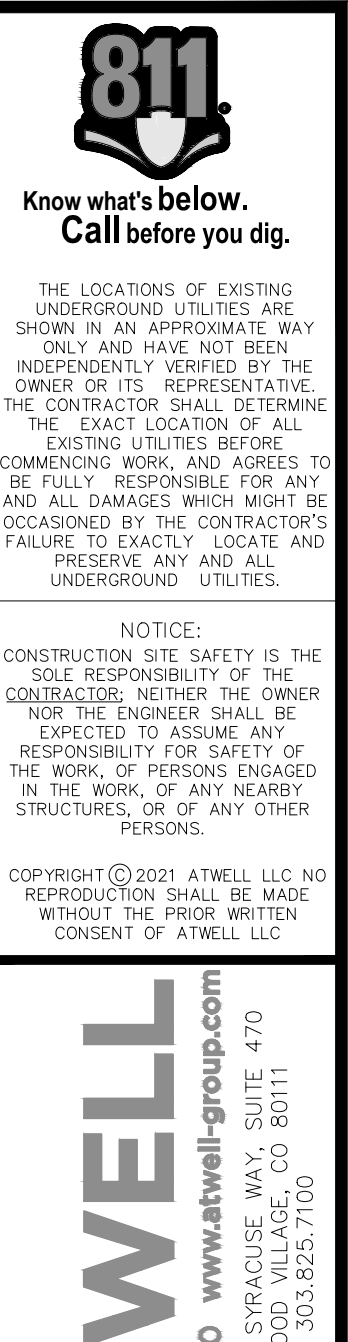 811
Know what's below.
Call before you dig.
THE LOCATIONS OF EXISTING
UNDERGROUND UTILITIES ARE
SHOWN IN AN APPROXIMATE WAY
ONLY AND HAVE NOT BEEN
INDEPENDENTLY VERIFIED BY THE
OWNER OR ITS REPRESENTATIVE.
THE CONTRACTOR SHALL DETERMINE
THE EXACT LOCATION OF ALL
EXISTING UTILITIES BEFORE
COMMENCING WORK, AND AGREES TO
BE FULLY RESPONSIBLE FOR ANY
AND ALL DAMAGES WHICH MIGHT BE
OCCASIONED BY THE CONTRACTOR'S
FAILURE TO EXACTLY LOCATE AND
PRESERVE ANY AND ALL
UNDERGROUND UTILITIES.
NOTICE:
CONSTRUCTION SITE SAFETY IS THE
SOLE RESPONSIBILITY OF THE
CONTRACTOR; NEITHER THE OWNER
NOR THE ENGINEER SHALL BE
EXPECTED TO ASSUME ANY
RESPONSIBILITY FOR SAFETY OF
THE WORK, OF PERSONS ENGAGED
IN THE WORK, OF ANY NEARBY
STRUCTURES, OR OF ANY OTHER
PERSONS.
COPYRIGHT © 2021 ATWELL LLC NO
REPRODUCTION SHALL BE MADE
WITHOUT THE PRIOR WRITTEN
CONSENT OF ATWELL LLC
WELL
www.atwell-group.com
SYRACUSE WAY, SUITE 470
OOD VILLAGE, CO 80111
303.825.7100